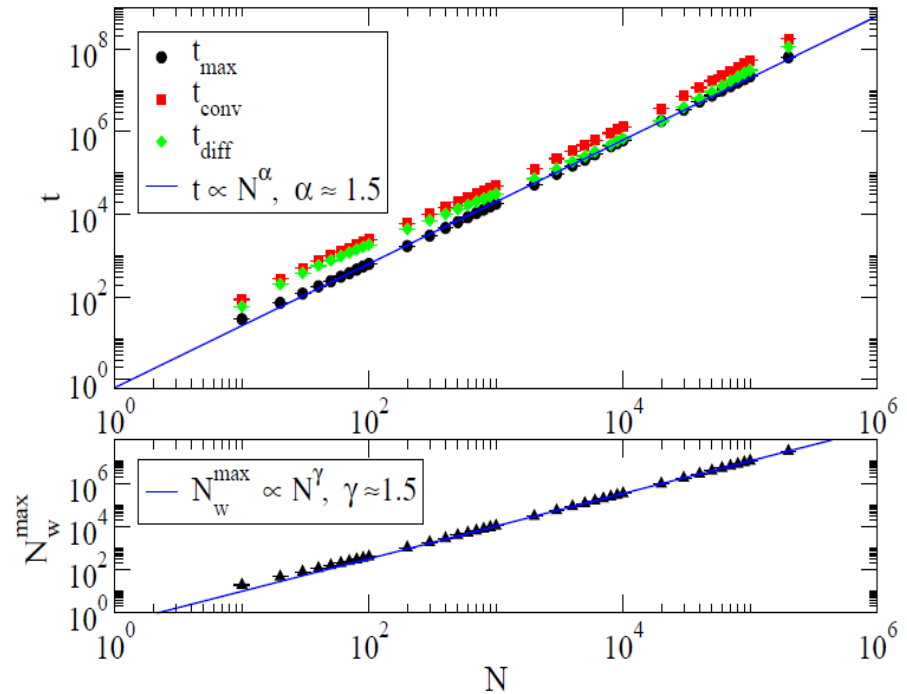 10^8
10^6
10^4
10^2
10^0
t
t_max
t_conv
t_diff
t ∝ N^α, α ≈ 1.5
10^0 10^2 10^4 10^6
10^6
10^4
10^2
10^0
N_w^max
N_w^max ∝ N^γ, γ ≈1.5
10^0 10^2 10^4 10^6
N